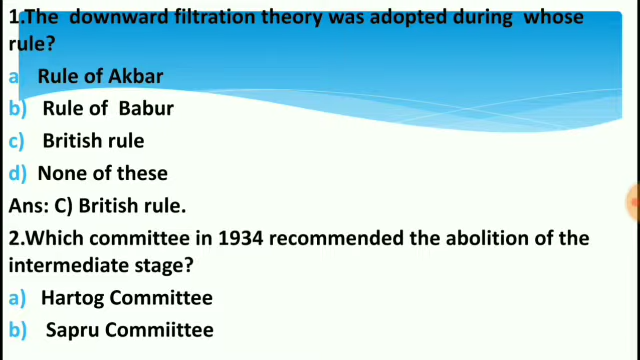 1.The downward filtration theory was adopted during whose
rule?
a Rule of Akbar
b) Rule of Babur
c) British rule
d) None of these
Ans: C) British rule.
2.Which committee in 1934 recommended the abolition of the
intermediate stage?
a) Hartog Committee
b) Sapru Commiittee